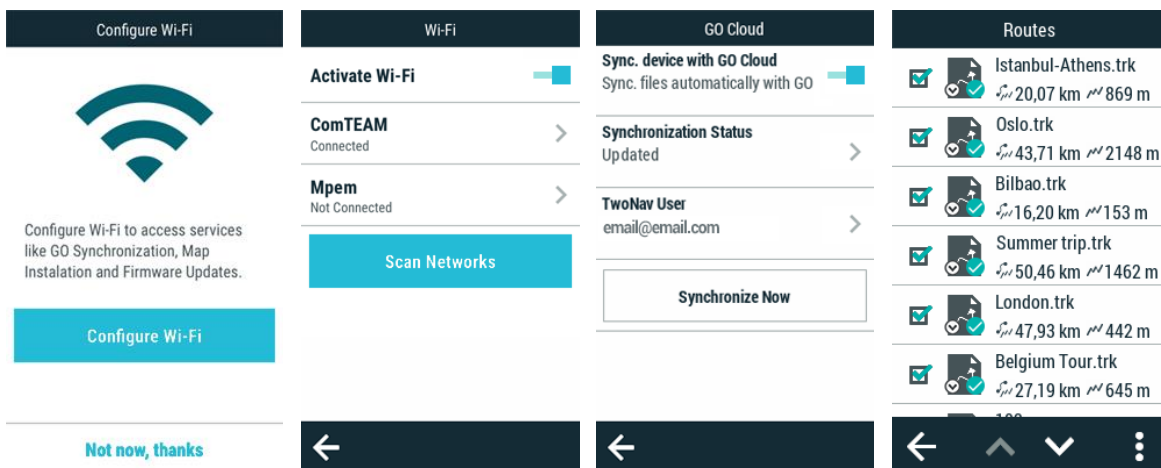 Configure Wi-Fi
Configure Wi-Fi to access services
like GO Synchronization, Map
Instalation and Firmware Updates.
Configure Wi-Fi
Not now, thanks
Wi-Fi
Activate Wi-Fi
ComTEAM
Connected
Mpem
Not Connected
Scan Networks
GO Cloud
Sync. device with GO Cloud
Sync. files automatically with GO
Synchronization Status
Updated
TwoNav User
email@email.com
Synchronize Now
Routes
Istanbul-Athens.trk
20,07 km 869 m
Oslo.trk
43,71 km 2148 m
Bilbao.trk
16,20 km 153 m
Summer trip.trk
50,46 km 1462 m
London.trk
47,93 km 442 m
Belgium Tour.trk
27,19 km 645 m